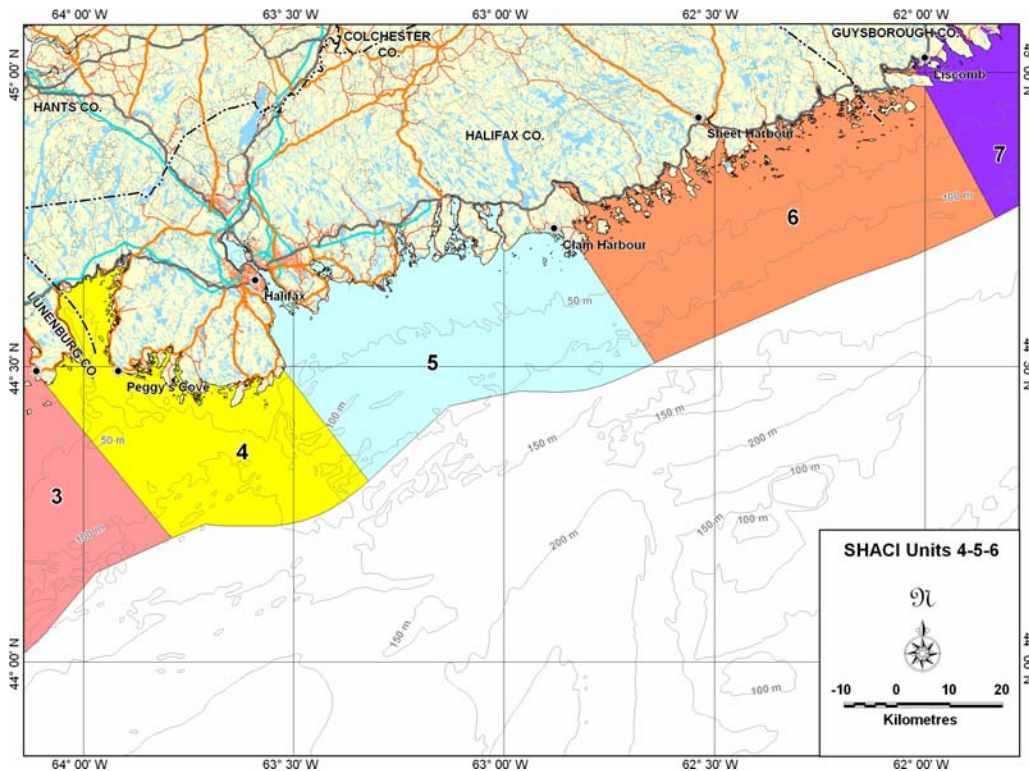 64° 00' W
63° 30' W
63° 00' W
62° 30' W
62° 00' W
COLCHESTER
CO.
GUYSBOROUGH CO.
45° 00' N
Liscomb
HANTS CO.
HALIFAX CO.
Sheet Harbour
7
100 m
6
Clam Harbour
Halifax
50 m
LUNENBURG CO.
5
44° 30' N
Peggy's Cove
100 m
150 m
50 m
4
150 m
200 m
100 m
3
150 m
100 m
100 m
200 m
SHACI Units 4-5-6
N
150 m
44° 00' N
100 m
-10 0 10 20
Kilometres
64° 00' W
63° 30' W
63° 00' W
62° 30' W
62° 00' W